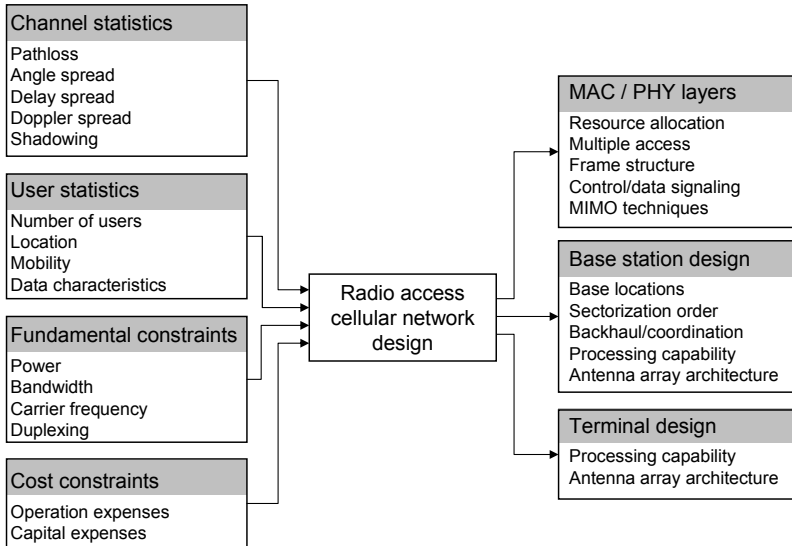 Channel statistics
Pathloss
Angle spread
Delay spread
Doppler spread
Shadowing
User statistics
Number of users
Location
Mobility
Data characteristics
Fundamental constraints
Power
Bandwidth
Carrier frequency
Duplexing
Cost constraints
Operation expenses
Capital expenses
Radio access
cellular network
design
MAC / PHY layers
Resource allocation
Multiple access
Frame structure
Control/data signaling
MIMO techniques
Base station design
Base locations
Sectorization order
Backhaul/coordination
Processing capability
Antenna array architecture
Terminal design
Processing capability
Antenna array architecture